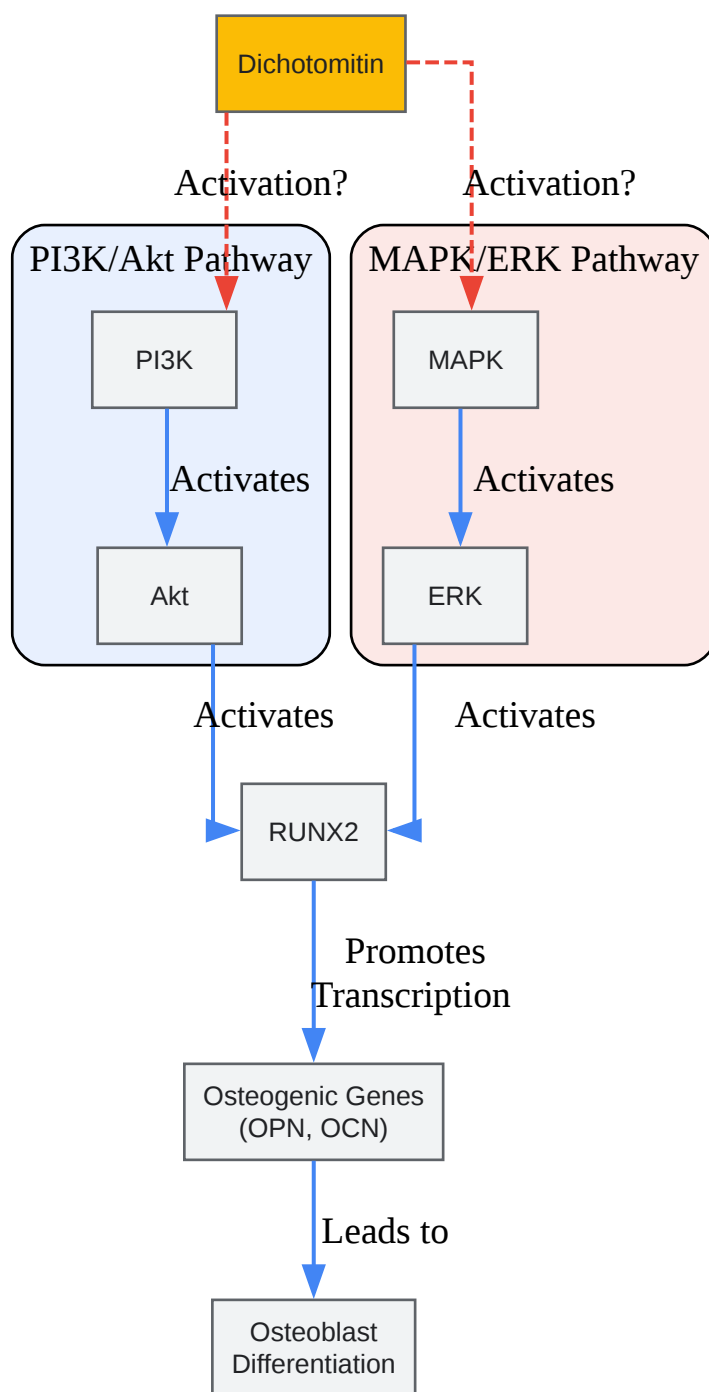 Dichotomitin
Activation?
Activation?
PI3K/Akt Pathway
MAPK/ERK Pathway
PI3K
MAPK
Activates
Activates
Akt
ERK
Activates
Activates
RUNX2
Promotes
Transcription
Osteogenic Genes
(OPN, OCN)
Leads to
Osteoblast
Differentiation